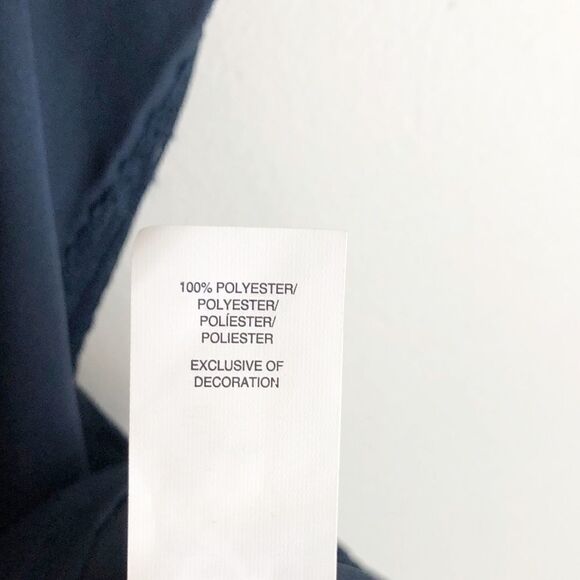 100% POLYESTER/
POLYESTER/
POLÍESTER/
POLIESTER
EXCLUSIVE OF
DECORATION